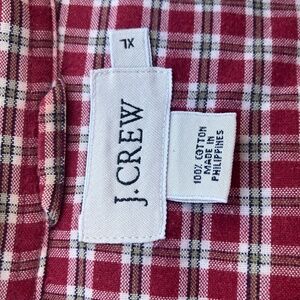 XL
J.CREW
100% COTTON
MADE IN
PHILIPPINES